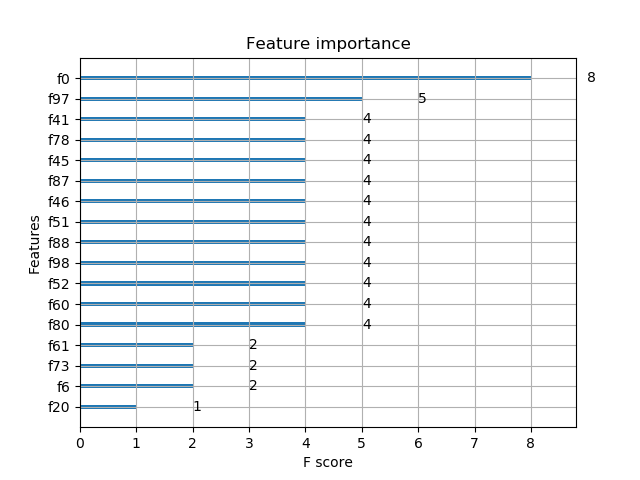 Feature importance
f0 8
f97 5
f41 4
f78 4
f45 4
f87 4
f46 4
f51 4
f88 4
f98 4
f52 4
f60 4
f80 4
f61 2
f73 2
f6 2
f20 1
0 1 2 3 4 5 6 7 8
F score
Features